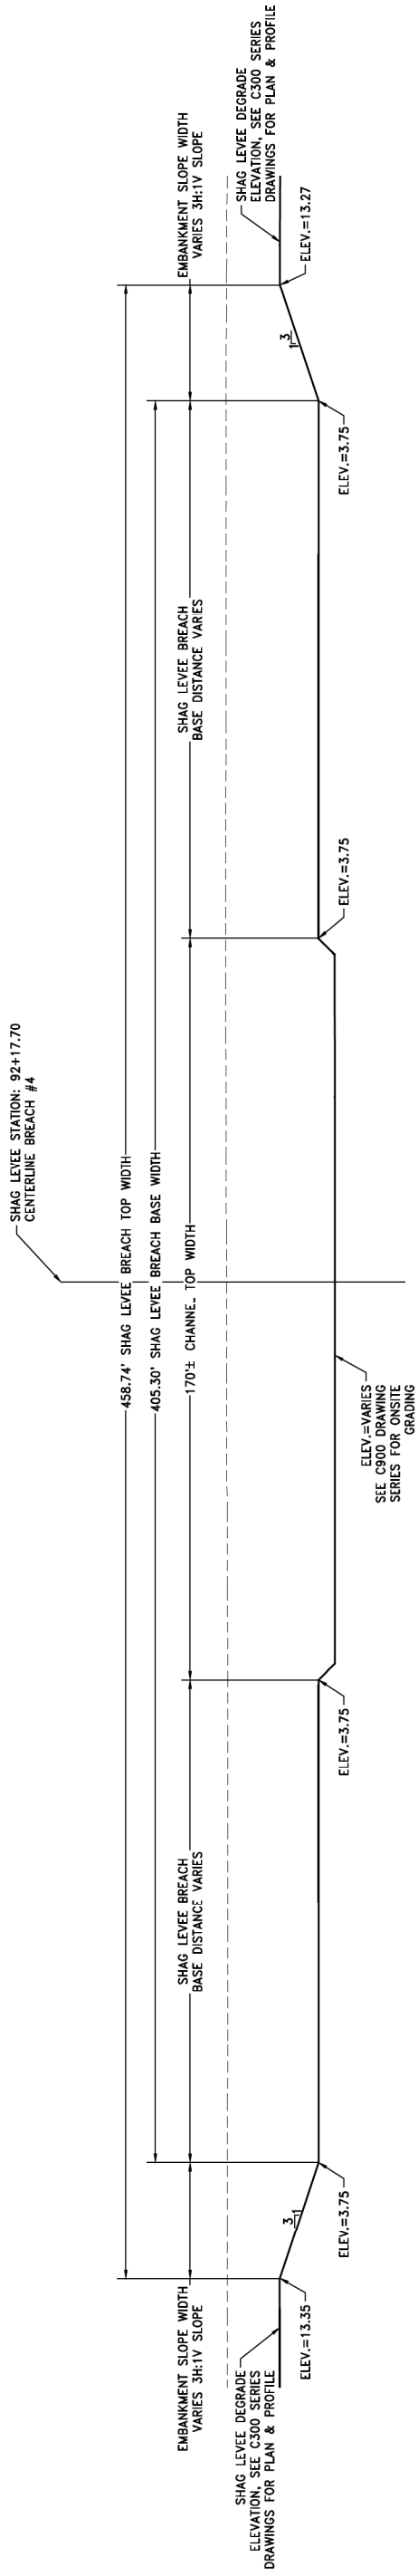 SHAG LEVEE STATION: 92+17.70
CENTERLINE BREACH #4
458.74' SHAG LEVEE BREACH TOP WIDTH
405.30' SHAG LEVEE BREACH BASE WIDTH
EMBANKMENT SLOPE WIDTH
VARIES 3H:1V SLOPE
SHAG LEVEE BREACH
BASE DISTANCE VARIES
170'± CHANNEL TOP WIDTH
SHAG LEVEE BREACH
BASE DISTANCE VARIES
EMBANKMENT SLOPE WIDTH
VARIES 3H:1V SLOPE
SHAG LEVEE DEGRADE
ELEVATION, SEE C300 SERIES
DRAWINGS FOR PLAN & PROFILE
ELEV.=13.35
3
1
ELEV.=3.75
ELEV.=3.75
ELEV.=VARIES
SEE C900 DRAWING
SERIES FOR ONSITE
GRADING
ELEV.=3.75
ELEV.=3.75
3
1
ELEV.=13.27
SHAG LEVEE DEGRADE
ELEVATION, SEE C300 SERIES
DRAWINGS FOR PLAN & PROFILE